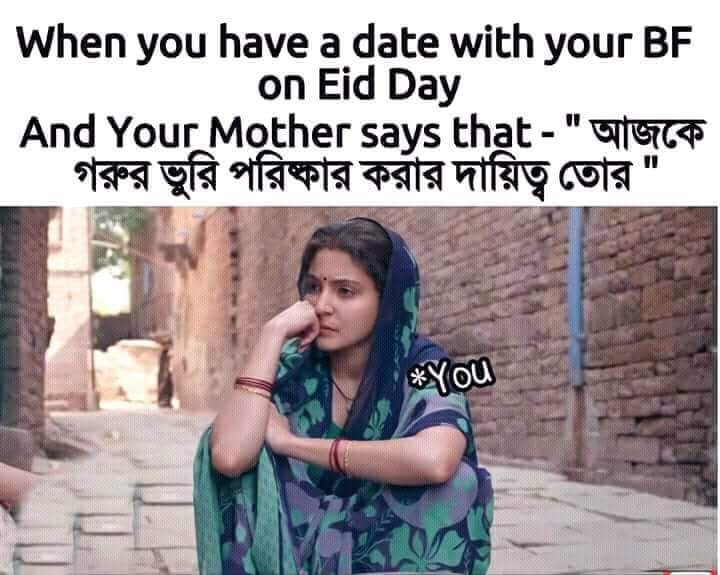 When you have a date with your BF
on Eid Day
And Your Mother says that - " আজকে
গরুর ভুরি পরিষ্কার করার দায়িত্ব তোর "
*You